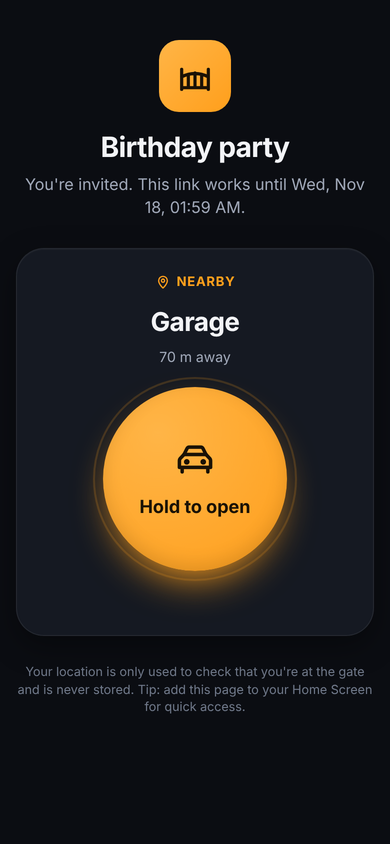 Birthday party
You're invited. This link works until Wed, Nov
18, 01:59 AM.
NEARBY
Garage
70 m away
Hold to open
Your location is only used to check that you're at the gate
and is never stored. Tip: add this page to your Home Screen
for quick access.